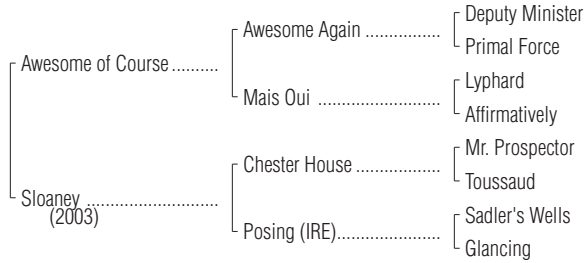 Deputy Minister
Awesome Again ..................
Primal Force
Awesome of Course ..........
Lyphard
Mais Oui ...........................
Affirmatively
Mr. Prospector
Chester House ...................
Toussaud
Sloaney .............................
(2003)
Sadler's Wells
Posing (IRE).......................
Glancing